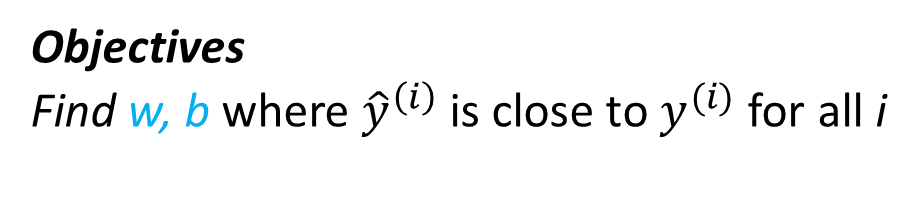 Objectives
Find w, b where ŷ⁽ⁱ⁾ is close to y⁽ⁱ⁾ for all i